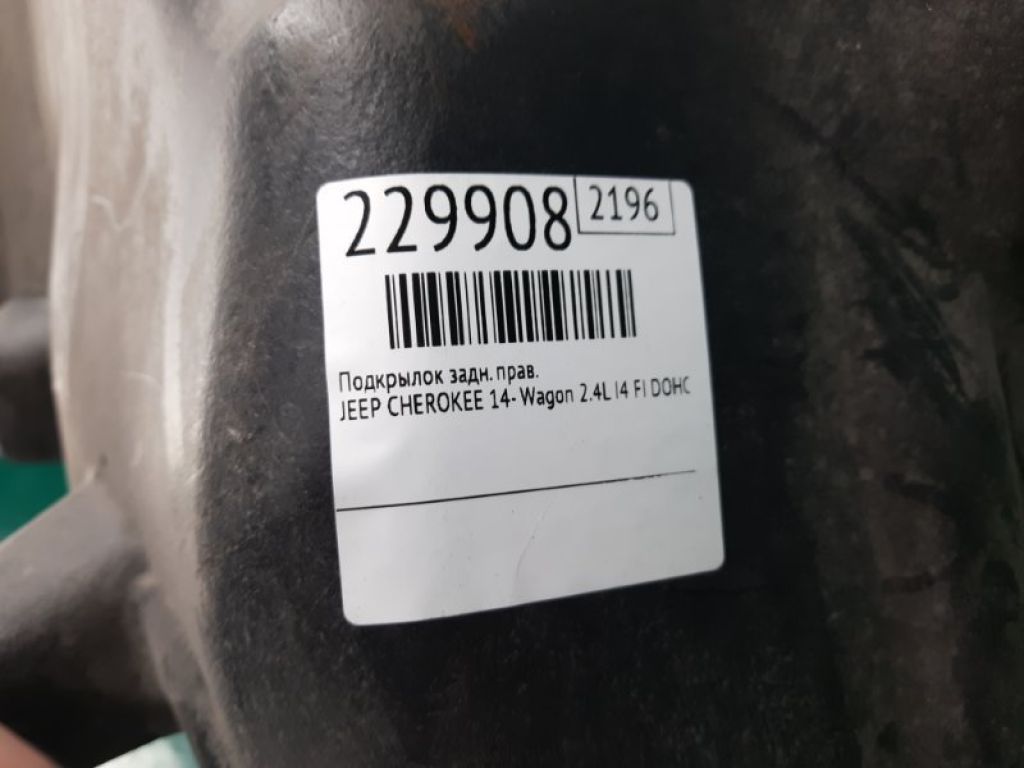 229908 2196
Подкрылок задн. прав.
JEEP CHEROKEE 14- Wagon 2.4L I4 FI DOHC